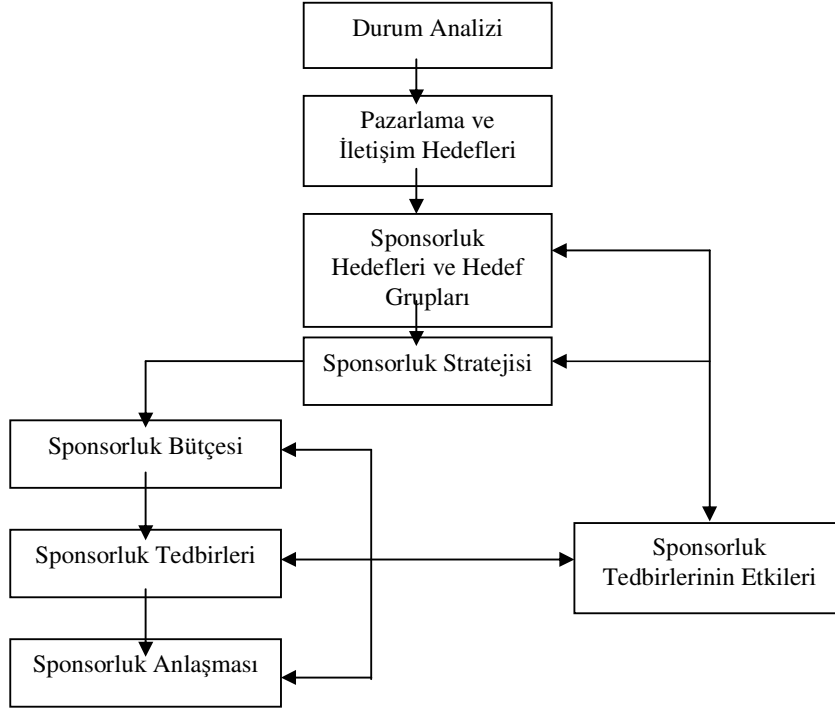 Durum Analizi
Pazarlama ve
İletişim Hedefleri
Sponsorluk
Hedefleri ve Hedef
Grupları
Sponsorluk Stratejisi
Sponsorluk Bütçesi
Sponsorluk Tedbirleri
Sponsorluk
Tedbirlerinin Etkileri
Sponsorluk Anlaşması